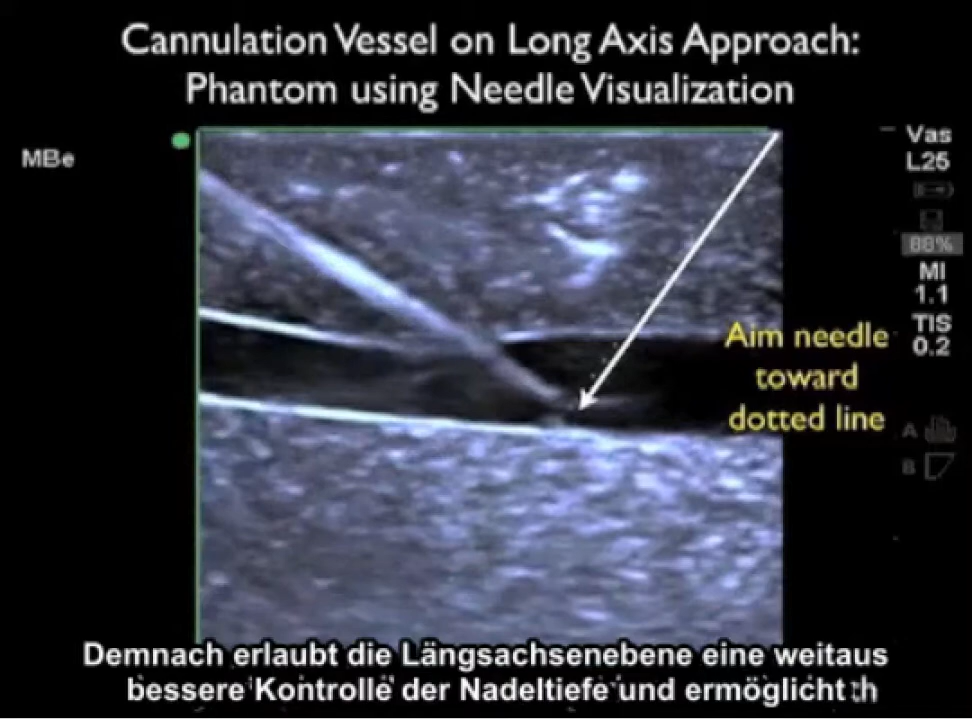 Cannulation Vessel on Long Axis Approach:
Phantom using Needle Visualization
MBe
Vas
L25
88%
MI
1.1
TIS
0.2
Aim needle
toward
dotted line
A
B
Demnach erlaubt die Längsachsenebene eine weitaus
bessere Kontrolle der Nadeltiefe und ermöglicht